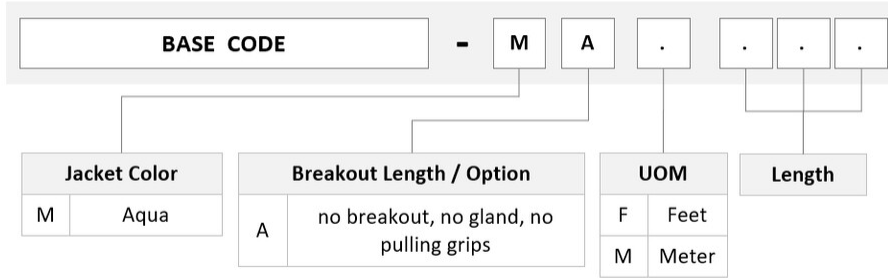 BASE CODE - M A . . . .
Jacket Color
M Aqua
Breakout Length / Option
A no breakout, no gland, no
pulling grips
UOM
F Feet
M Meter
Length